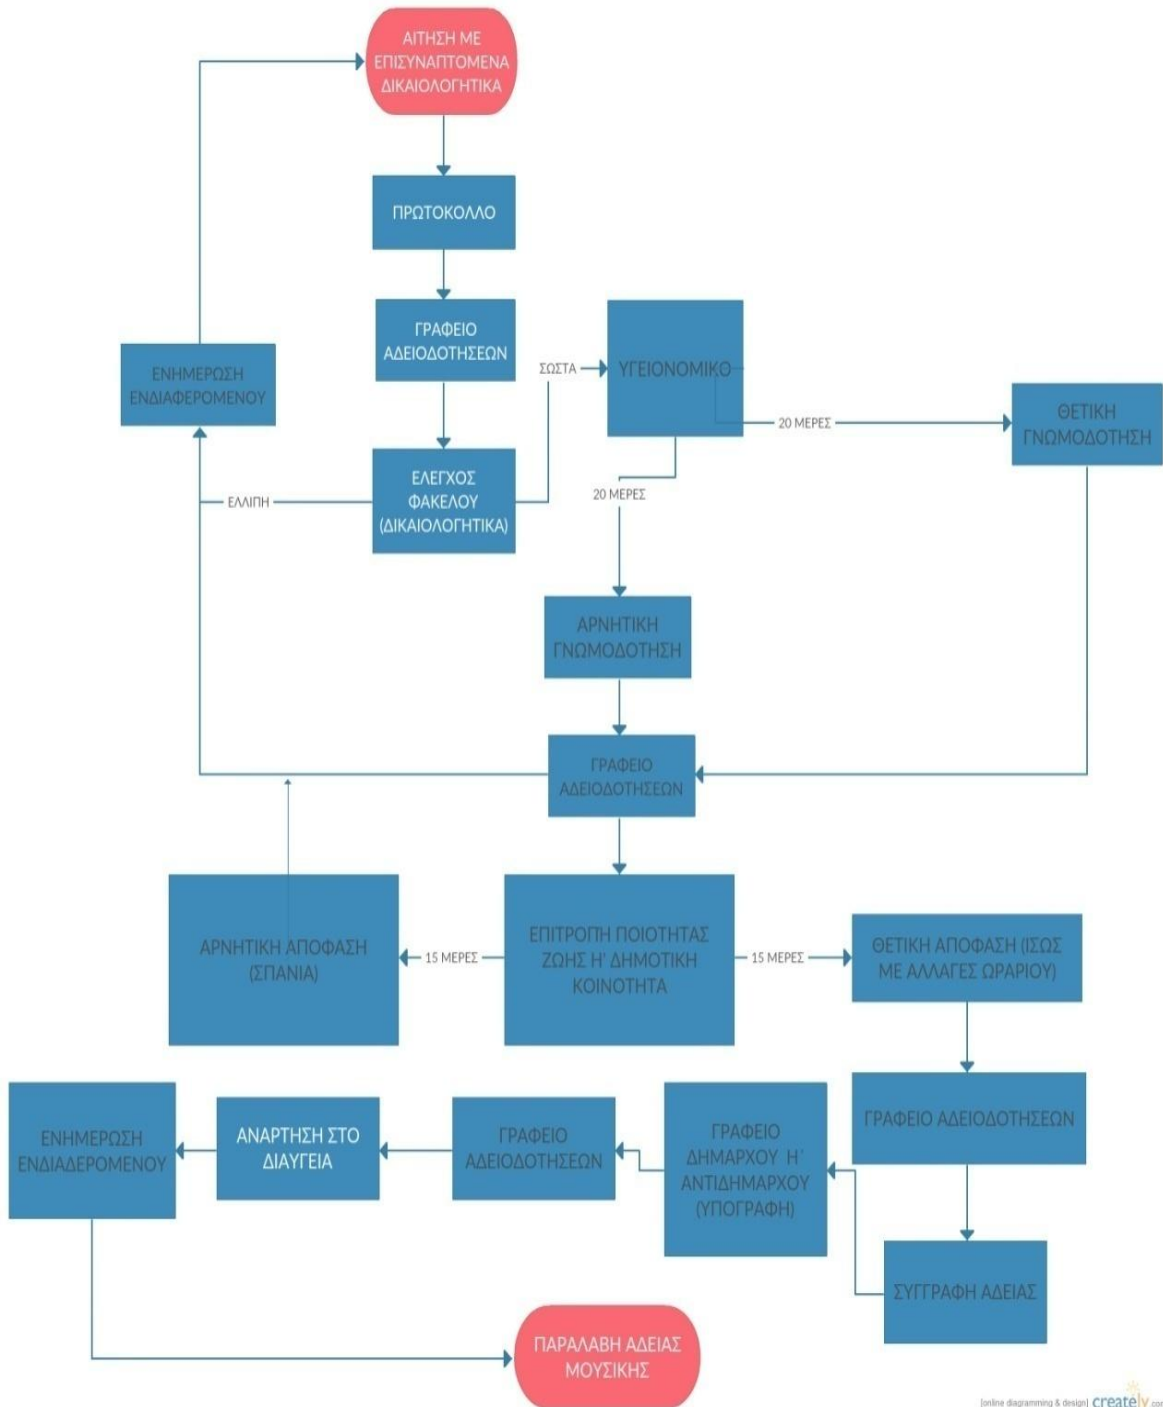 ΑΙΤΗΣΗ ΜΕ
ΕΠΙΣΥΝΑΠΤΟΜΕΝΑ
ΔΙΚΑΙΟΛΟΓΗΤΙΚΑ
ΠΡΩΤΟΚΟΛΛΟ
ΓΡΑΦΕΙΟ
ΑΔΕΙΟΔΟΤΗΣΕΩΝ
ΕΝΗΜΕΡΩΣΗ
ΕΝΔΙΑΦΕΡΟΜΕΝΟΥ
ΣΩΣΤΑ
ΥΓΕΙΟΝΟΜΙΚΟ
20 ΜΕΡΕΣ
ΘΕΤΙΚΗ
ΓΝΩΜΟΔΟΤΗΣΗ
ΕΛΕΓΧΟΣ
ΦΑΚΕΛΟΥ
(ΔΙΚΑΙΟΛΟΓΗΤΙΚΑ)
ΕΛΛΙΠΗ
20 ΜΕΡΕΣ
ΑΡΝΗΤΙΚΗ
ΓΝΩΜΟΔΟΤΗΣΗ
ΓΡΑΦΕΙΟ
ΑΔΕΙΟΔΟΤΗΣΕΩΝ
ΑΡΝΗΤΙΚΗ ΑΠΟΦΑΣΗ
(ΣΠΑΝΙΑ)
15 ΜΕΡΕΣ
ΕΠΙΤΡΟΠΉ ΠΟΙΟΤΗΤΑΣ
ΖΩΗΣ Η' ΔΗΜΟΤΙΚΗ
ΚΟΙΝΟΤΗΤΑ
15 ΜΕΡΕΣ
ΘΕΤΙΚΗ ΑΠΟΦΑΣΗ (ΙΣΩΣ
ΜΕ ΑΛΛΑΓΕΣ ΩΡΑΡΙΟΥ)
ΓΡΑΦΕΙΟ ΑΔΕΙΟΔΟΤΗΣΕΩΝ
ΕΝΗΜΕΡΩΣΗ
ΕΝΔΙΑΔΕΡΟΜΕΝΟΥ
ΑΝΑΡΤΗΣΗ ΣΤΟ
ΔΙΑΥΓΕΙΑ
ΓΡΑΦΕΙΟ
ΑΔΕΙΟΔΟΤΗΣΕΩΝ
ΓΡΑΦΕΙΟ
ΔΗΜΑΡΧΟΥ Η'
ΑΝΤΙΔΗΜΑΡΧΟΥ
(ΥΠΟΓΡΑΦΗ)
ΣΥΓΓΡΑΦΗ ΑΔΕΙΑΣ
ΠΑΡΑΛΑΒΗ ΑΔΕΙΑΣ
ΜΟΥΣΙΚΗΣ
[online diagramming & design] creately.com